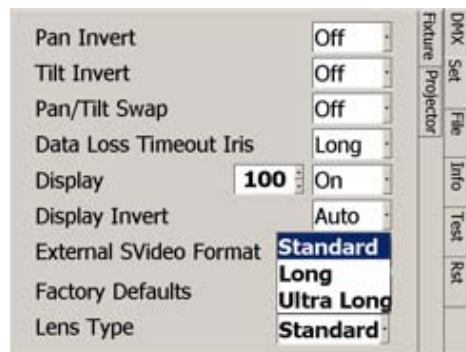 Pan Invert Off
Tilt Invert Off
Pan/Tilt Swap Off
Data Loss Timeout Iris Long
Display 100 On
Display Invert Auto
External SVideo Format Standard
Long
Factory Defaults Ultra Long
Lens Type Standard
Fixture Projector
DMX Set File Info Test Rst